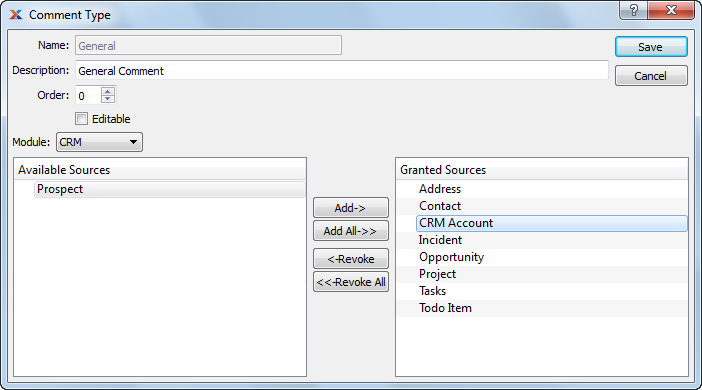 Comment Type
?
Name: General
Save
Description: General Comment
Cancel
Order: 0
Editable
Module: CRM
Available Sources
Prospect
Add->
Add All->>
<-Revoke
<<-Revoke All
Granted Sources
Address
Contact
CRM Account
Incident
Opportunity
Project
Tasks
Todo Item